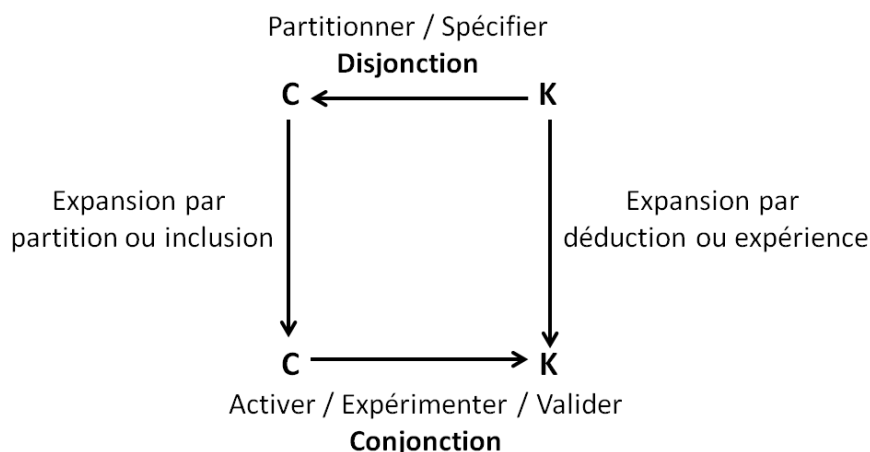 Partitionner / Spécifier
Disjonction
C K
Expansion par
partition ou inclusion
Expansion par
déduction ou expérience
C K
Activer / Expérimenter / Valider
Conjonction